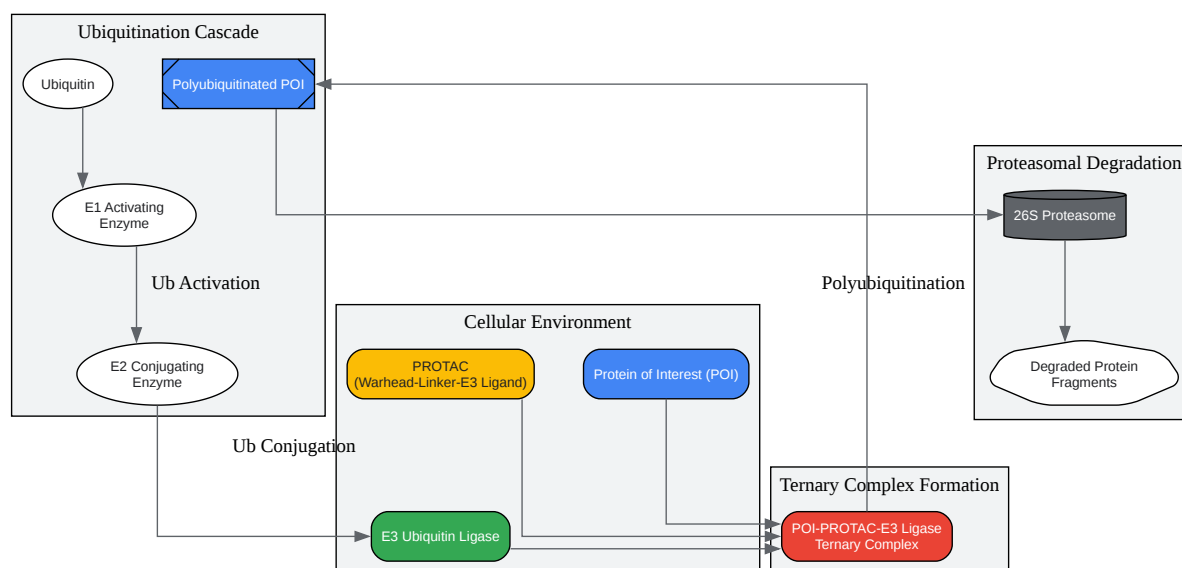 Ubiquitination Cascade
Ubiquitin
Polyubiquitinated POI
E1 Activating
Enzyme
Ub Activation
E2 Conjugating
Enzyme
Ub Conjugation
Cellular Environment
PROTAC
(Warhead-Linker-E3 Ligand)
Protein of Interest (POI)
E3 Ubiquitin Ligase
Ternary Complex Formation
POI-PROTAC-E3 Ligase
Ternary Complex
Polyubiquitination
Proteasomal Degradation
26S Proteasome
Degraded Protein
Fragments